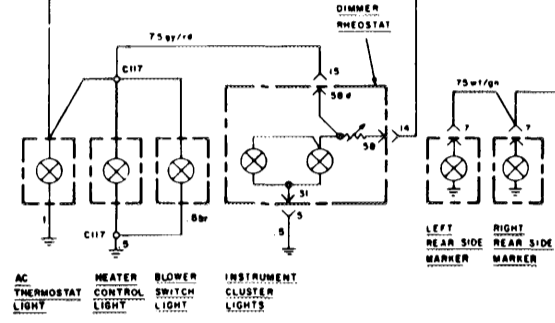 DIMMER
RHEOSTAT
75 gy/rd
C117
15
58d
75 wt/gn
58
14
7
7
31
1
.6br
5
C117
.5
.5
LEFT
REAR SIDE
MARKER
RIGHT
REAR SIDE
MARKER
AC
THERMOSTAT
LIGHT
HEATER
CONTROL
LIGHT
BLOWER
SWITCH
LIGHT
INSTRUMENT
CLUSTER
LIGHTS